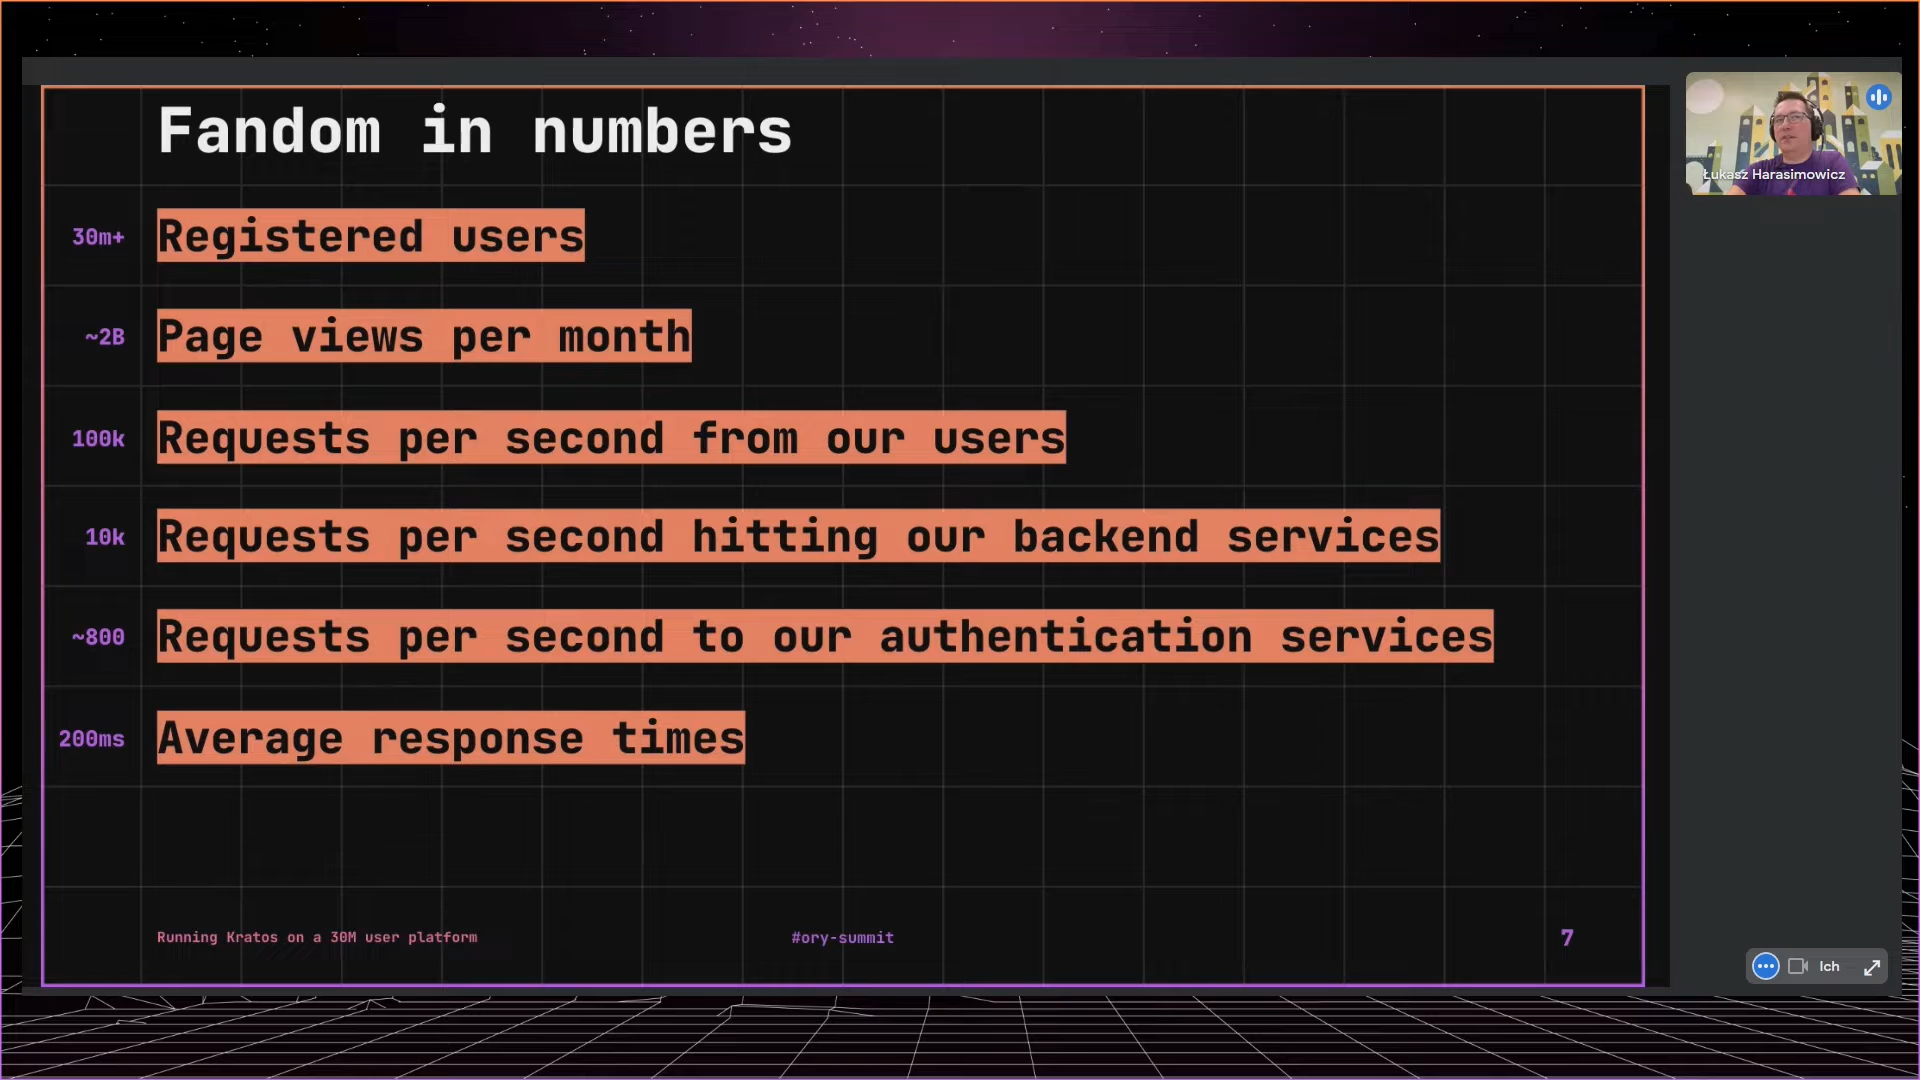 Fandom in numbers
30m+ Registered users
~2B Page views per month
100k Requests per second from our users
10k Requests per second hitting our backend services
~800 Requests per second to our authentication services
200ms Average response times
Running Kratos on a 30M user platform
#ory-summit
7
Łukasz Harasimowicz
Ich